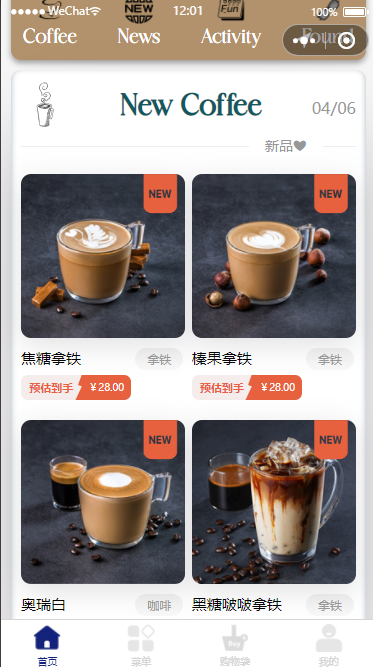 WeChat 12:01 100%
NEW Fun
Coffee News Activity Found
New Coffee 04/06
新品
NEW NEW
焦糖拿铁 拿铁 榛果拿铁 拿铁
预估到手 ¥28.00 预估到手 ¥28.00
NEW NEW
奥瑞白 咖啡 黑糖啵啵拿铁 拿铁
Buy
首页 菜单 购物袋 我的